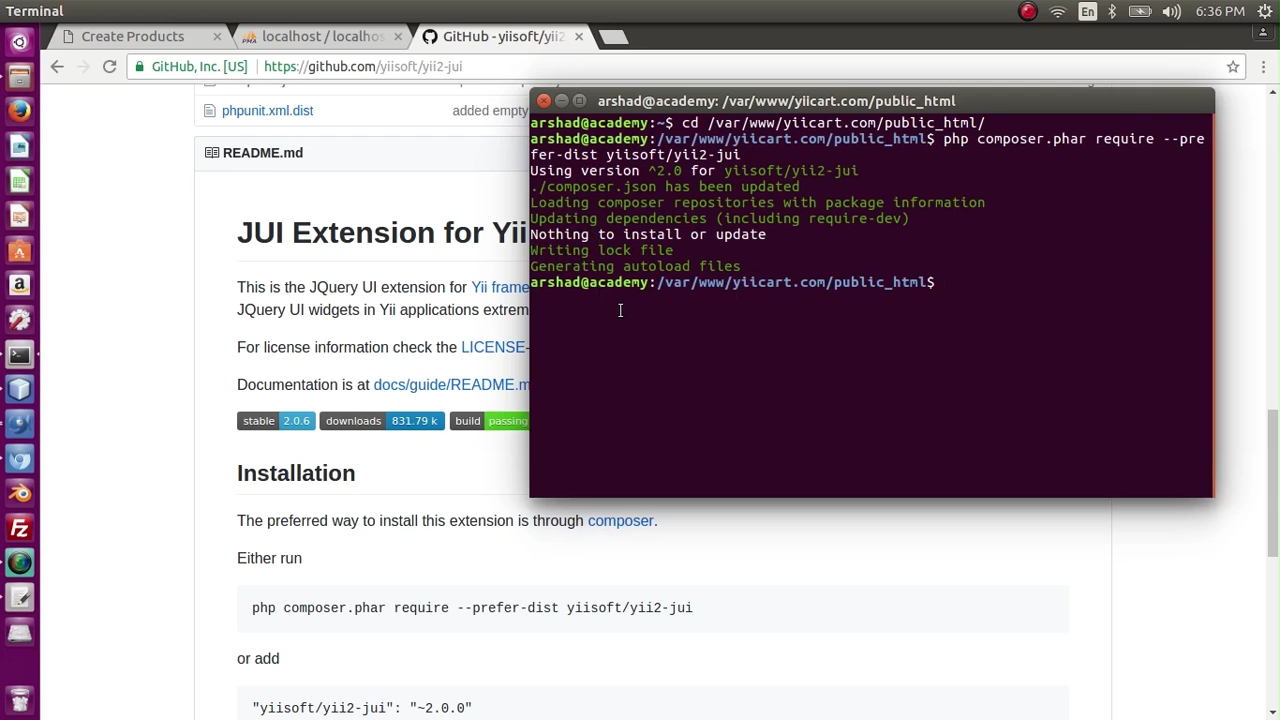 Terminal
En
6:36 PM
Create Products
PMA
localhost / localhos
GitHub - yiisoft/yii2
GitHub, Inc. [US]
https://github.com/yiisoft/yii2-jui
phpunit.xml.dist
added empty
README.md
JUI Extension for Yii
This is the JQuery UI extension for Yii frame
JQuery UI widgets in Yii applications extrem
For license information check the LICENSE-
Documentation is at docs/guide/README.m
stable 2.0.6 downloads 831.79 k build passing
Installation
The preferred way to install this extension is through composer.
Either run
php composer.phar require --prefer-dist yiisoft/yii2-jui
or add
"yiisoft/yii2-jui": "~2.0.0"
arshad@academy: /var/www/yiicart.com/public_html
arshad@academy:~$ cd /var/www/yiicart.com/public_html/
arshad@academy:/var/www/yiicart.com/public_html$ php composer.phar require --pre
fer-dist yiisoft/yii2-jui
Using version ^2.0 for yiisoft/yii2-jui
./composer.json has been updated
Loading composer repositories with package information
Updating dependencies (including require-dev)
Nothing to install or update
Writing lock file
Generating autoload files
arshad@academy:/var/www/yiicart.com/public_html$